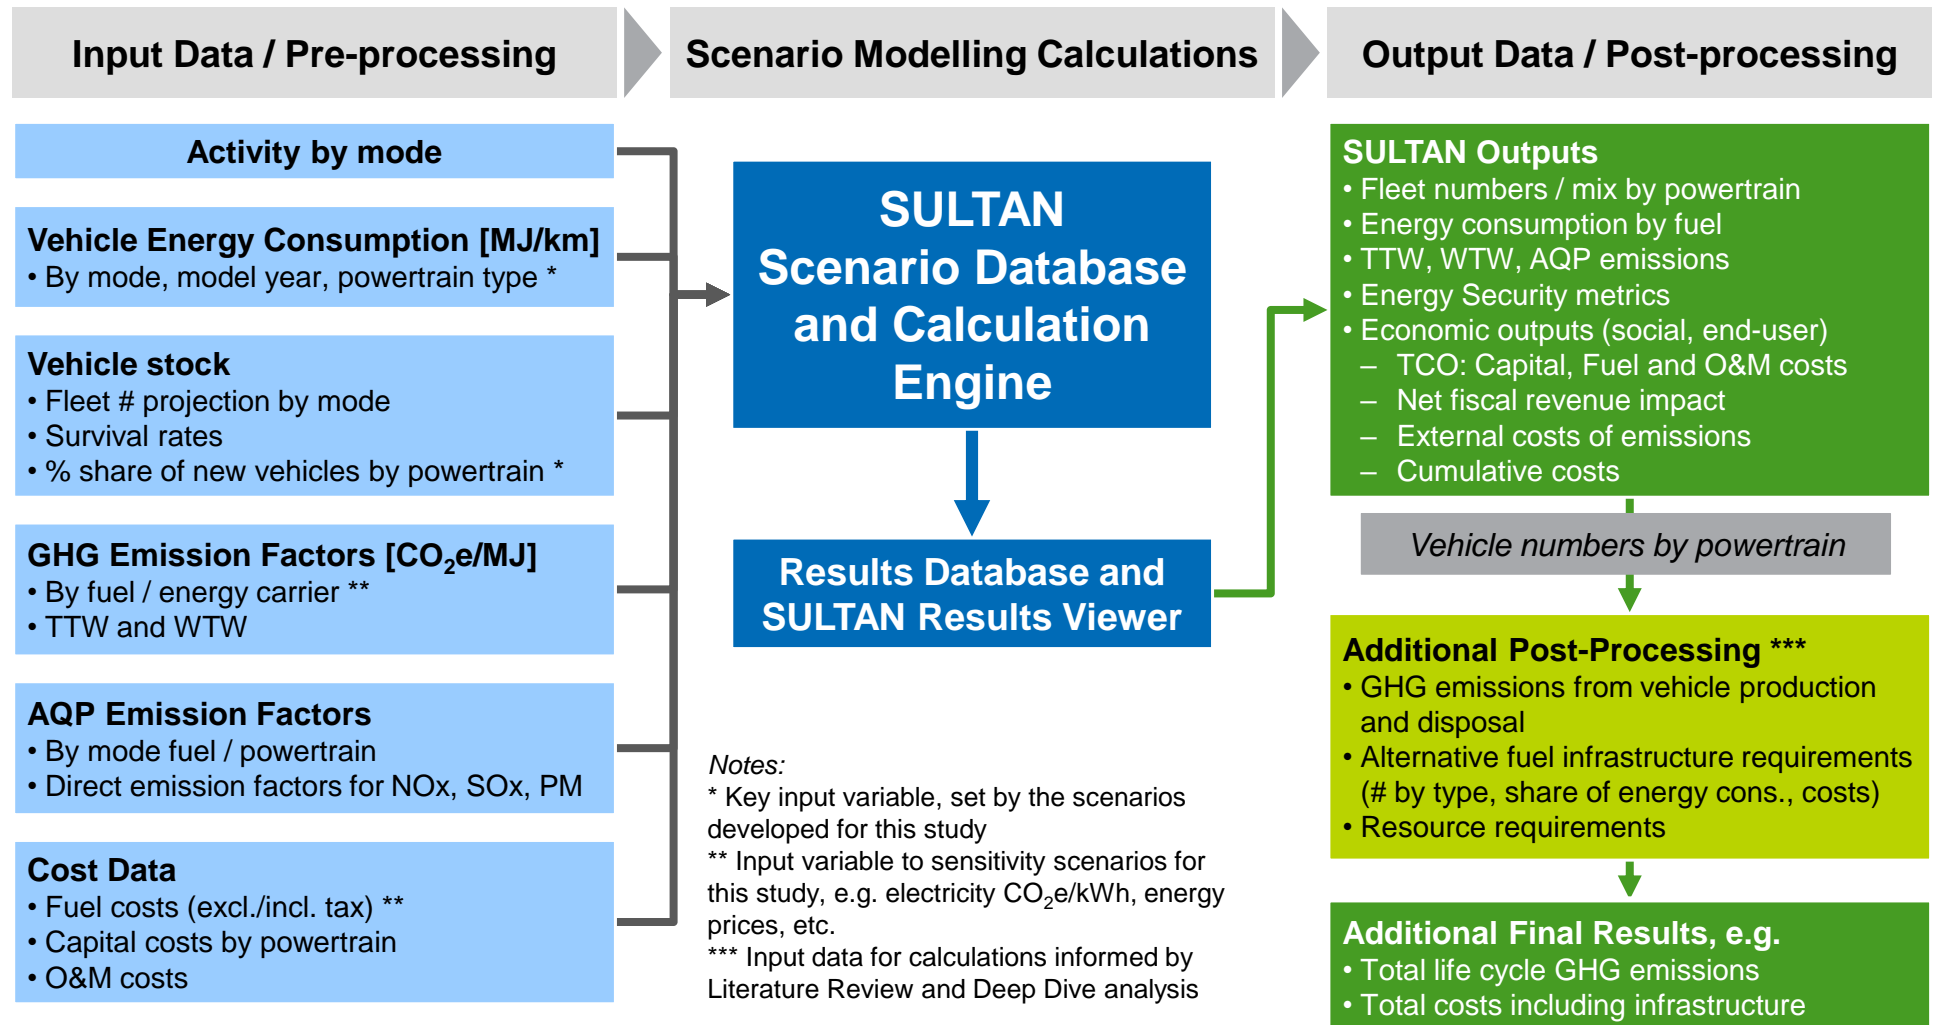 Input Data / Pre-processing
Scenario Modelling Calculations
Output Data / Post-processing
Activity by mode
Vehicle Energy Consumption [MJ/km]
• By mode, model year, powertrain type *
Vehicle stock
• Fleet # projection by mode
• Survival rates
• % share of new vehicles by powertrain *
GHG Emission Factors [CO₂e/MJ]
• By fuel / energy carrier **
• TTW and WTW
AQP Emission Factors
• By mode fuel / powertrain
• Direct emission factors for NOx, SOx, PM
Cost Data
• Fuel costs (excl./incl. tax) **
• Capital costs by powertrain
• O&M costs
SULTAN
Scenario Database
and Calculation
Engine
Results Database and
SULTAN Results Viewer
Notes:
* Key input variable, set by the scenarios
developed for this study
** Input variable to sensitivity scenarios for
this study, e.g. electricity CO₂e/kWh, energy
prices, etc.
*** Input data for calculations informed by
Literature Review and Deep Dive analysis
SULTAN Outputs
• Fleet numbers / mix by powertrain
• Energy consumption by fuel
• TTW, WTW, AQP emissions
• Energy Security metrics
• Economic outputs (social, end-user)
– TCO: Capital, Fuel and O&M costs
– Net fiscal revenue impact
– External costs of emissions
– Cumulative costs
Vehicle numbers by powertrain
Additional Post-Processing ***
• GHG emissions from vehicle production
and disposal
• Alternative fuel infrastructure requirements
(# by type, share of energy cons., costs)
• Resource requirements
Additional Final Results, e.g.
• Total life cycle GHG emissions
• Total costs including infrastructure